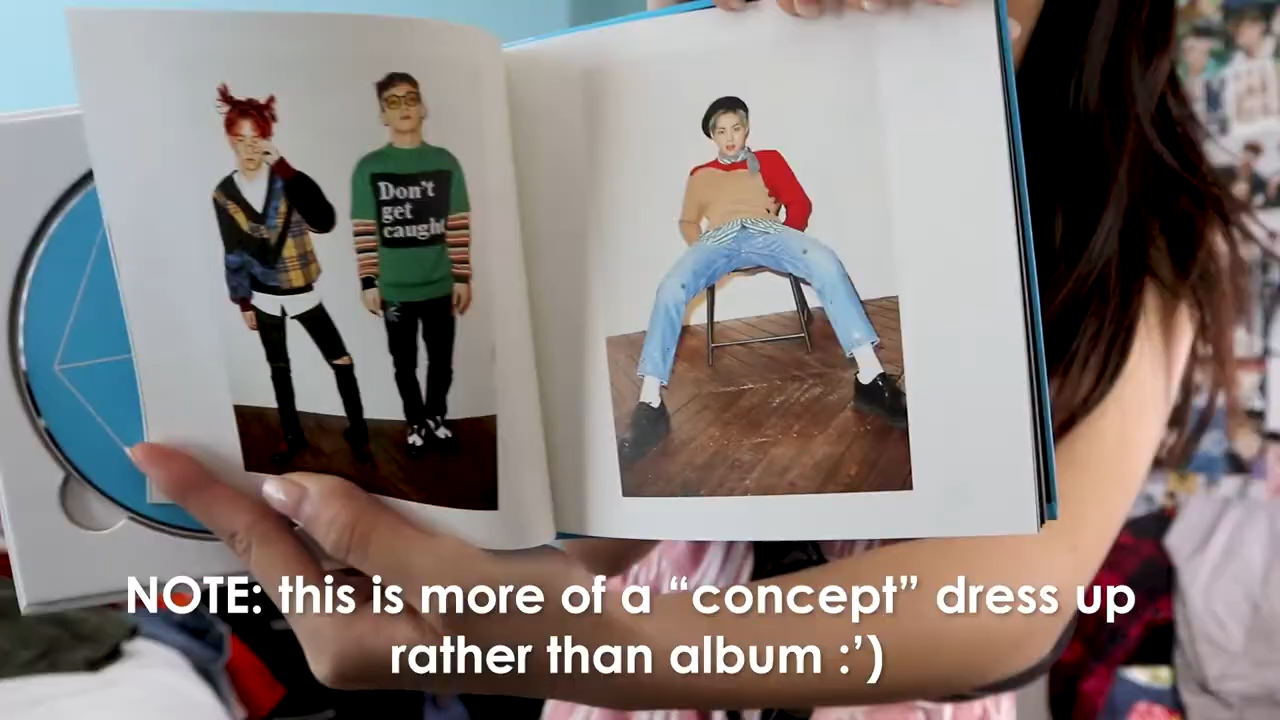 Don't
get
caught
NOTE: this is more of a “concept” dress up
rather than album :’)